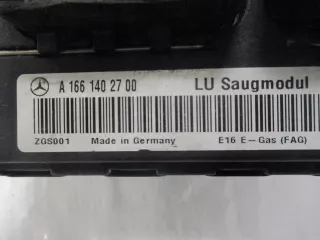 A 166 140 27 00 LU Saugmodul
ZGS001 Made in Germany E16 E-Gas (FAG)